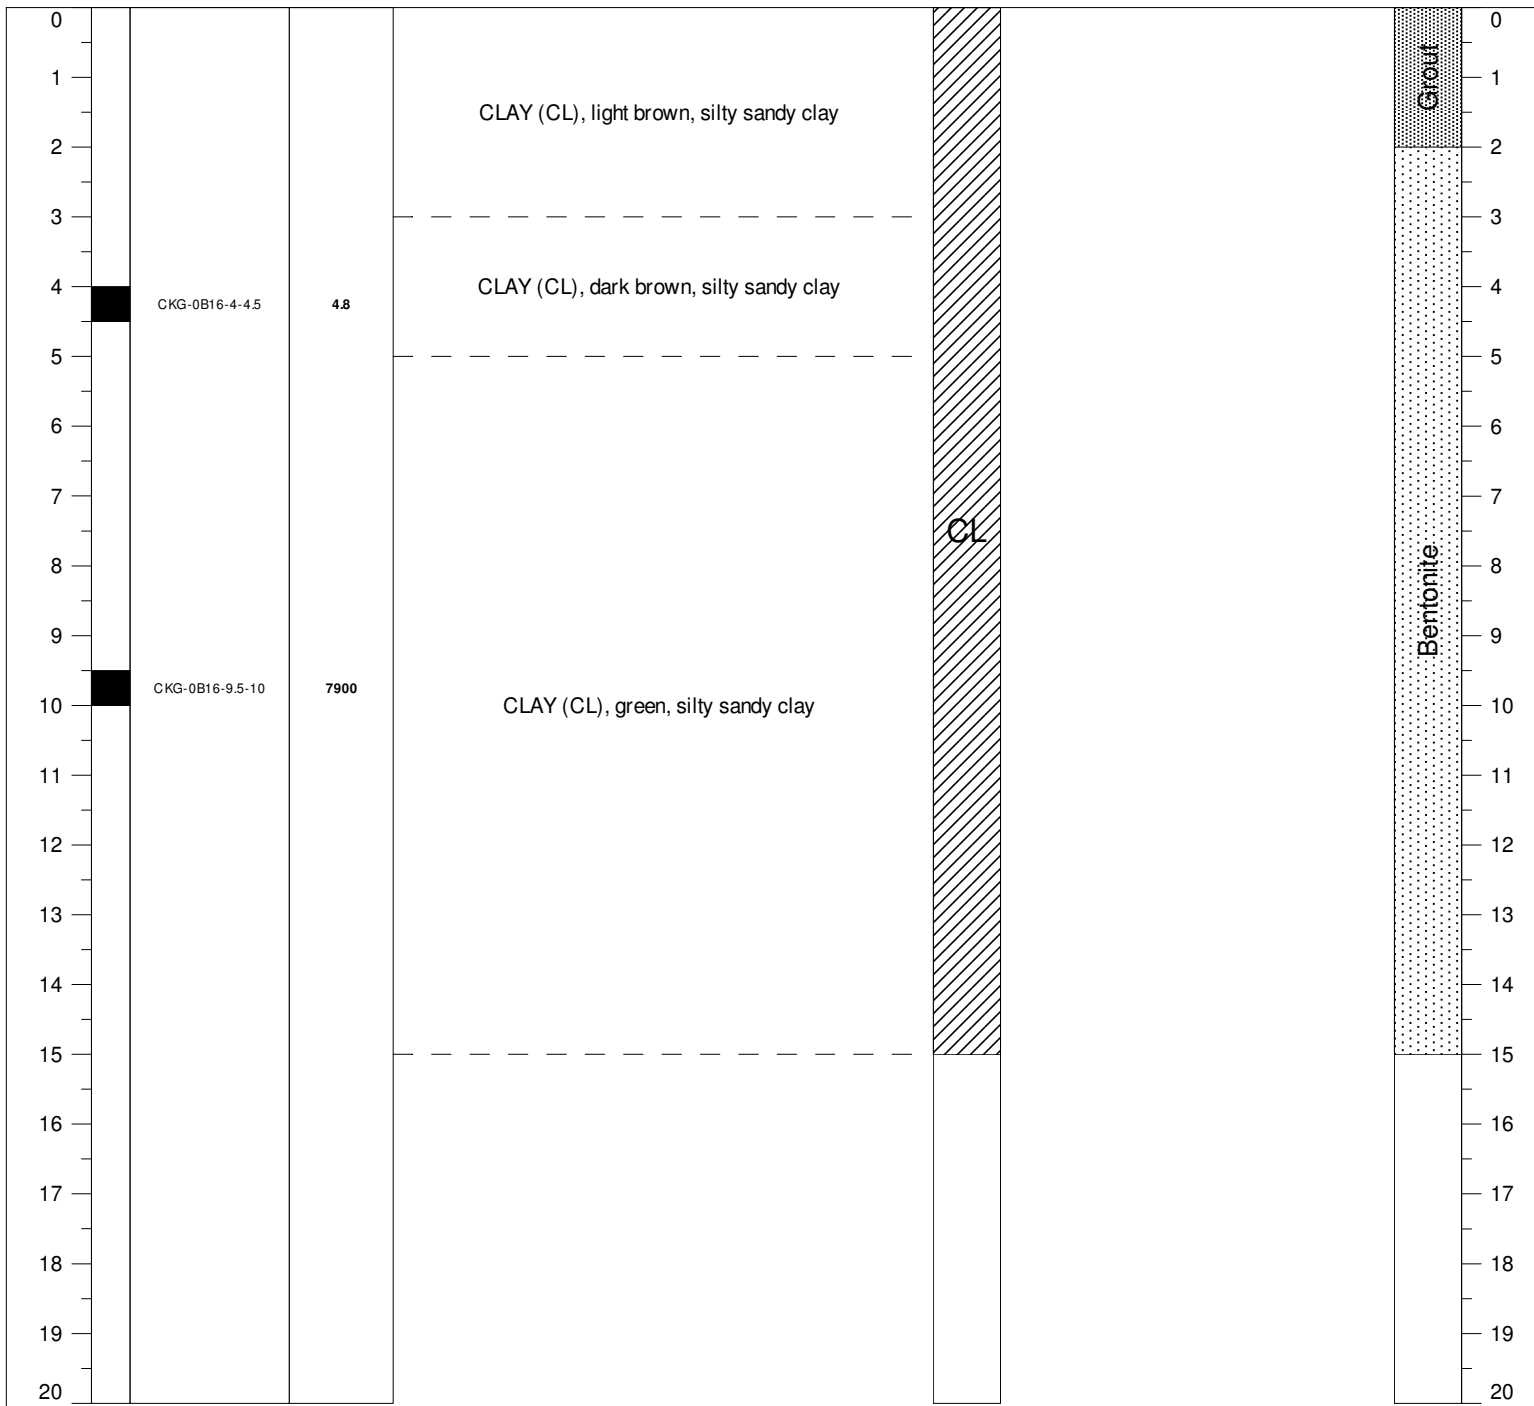 0 0
1 1
CLAY (CL), light brown, silty sandy clay
Grout
2 2
3 3
4 CLAY (CL), dark brown, silty sandy clay 4
CKG-0B16-4-4.5 4.8
5 5
6 6
7 7
CL
8 8
Bentonite
9 9
CKG-0B16-9.5-10 7900
10 CLAY (CL), green, silty sandy clay 10
11 11
12 12
13 13
14 14
15 15
16 16
17 17
18 18
19 19
20 20